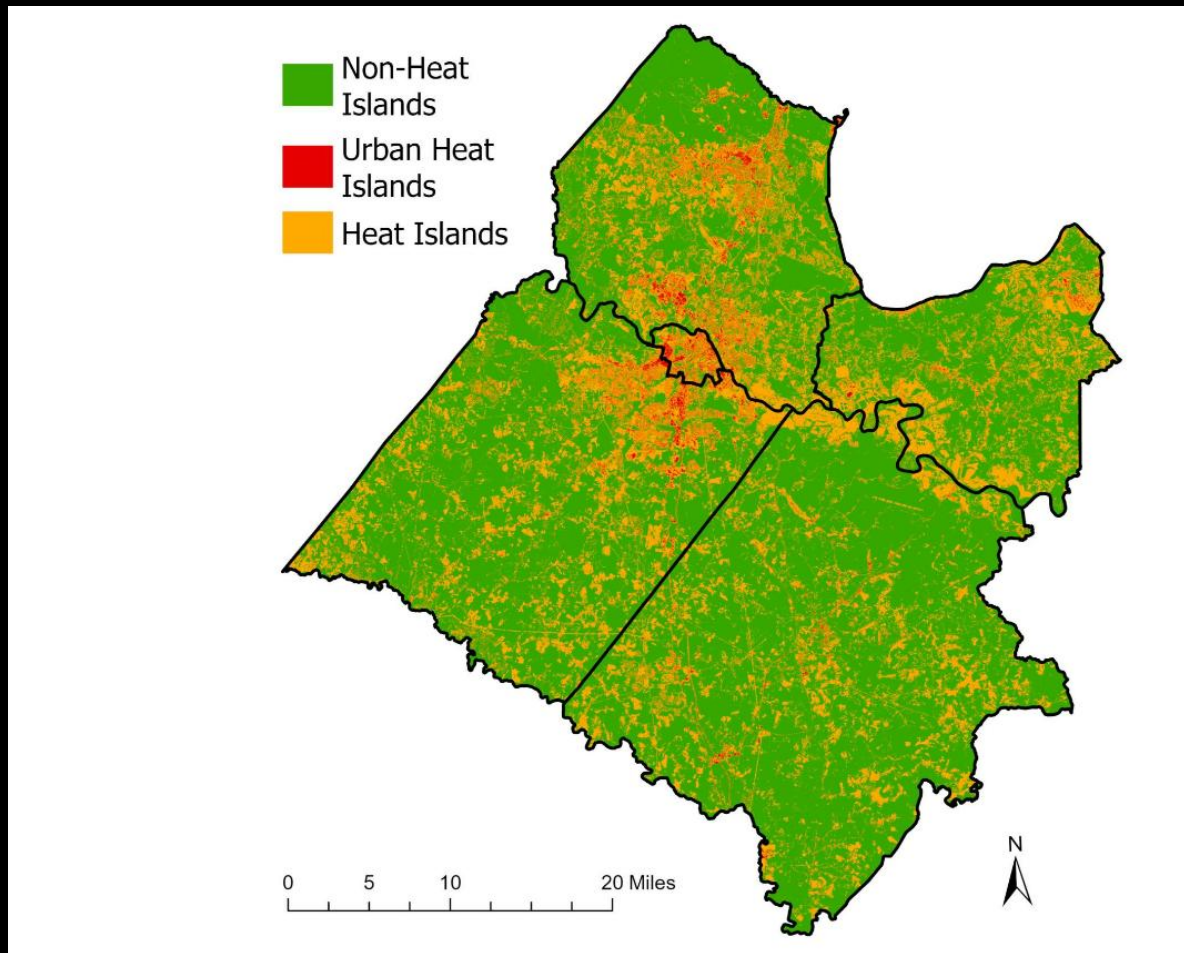 Non-Heat
Islands
Urban Heat
Islands
Heat Islands
0 5 10 20 Miles
N